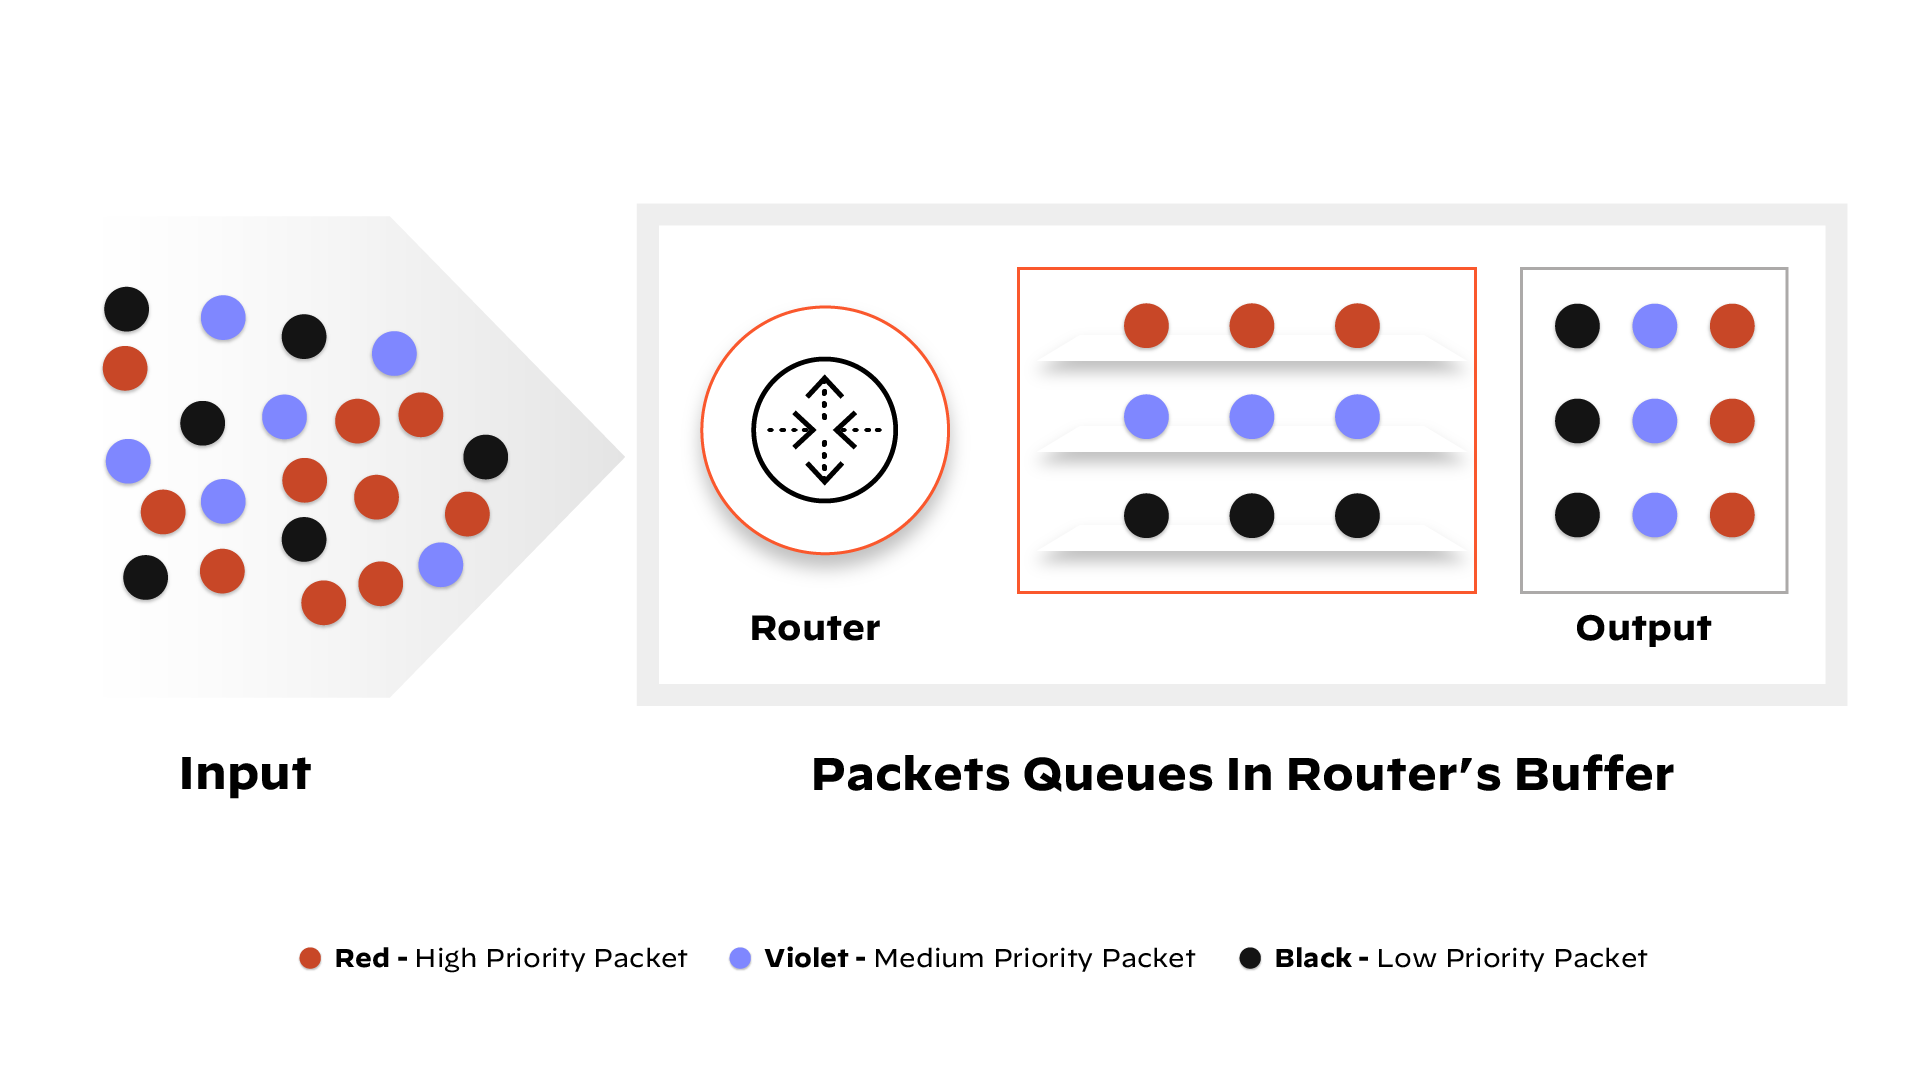 Router
Output
Input
Packets Queues In Router's Buffer
Red - High Priority Packet
Violet - Medium Priority Packet
Black - Low Priority Packet